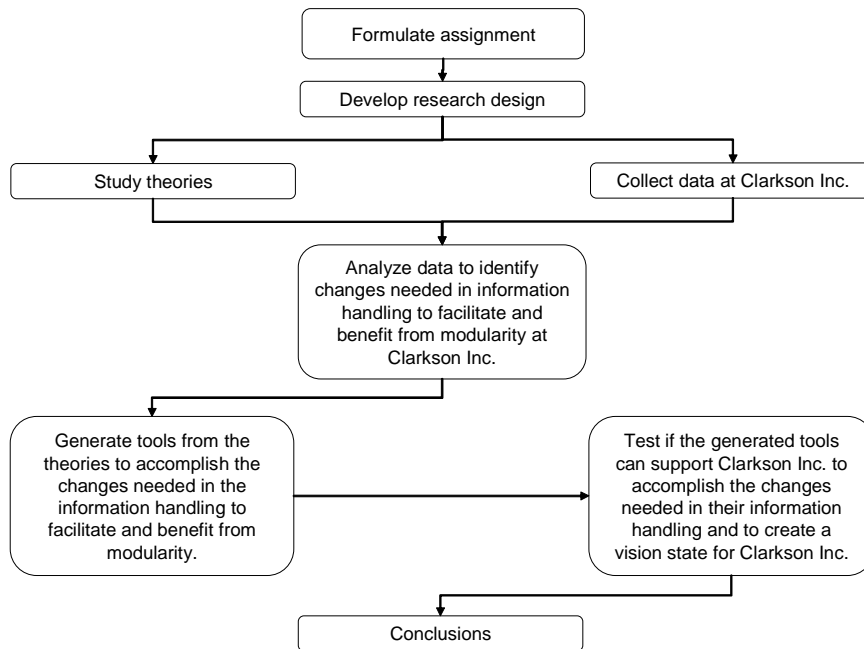 Formulate assignment
Develop research design
Study theories
Collect data at Clarkson Inc.
Analyze data to identify
changes needed in information
handling to facilitate and
benefit from modularity at
Clarkson Inc.
Generate tools from the
theories to accomplish the
changes needed in the
information handling to
facilitate and benefit from
modularity.
Test if the generated tools
can support Clarkson Inc. to
accomplish the changes
needed in their information
handling and to create a
vision state for Clarkson Inc.
Conclusions